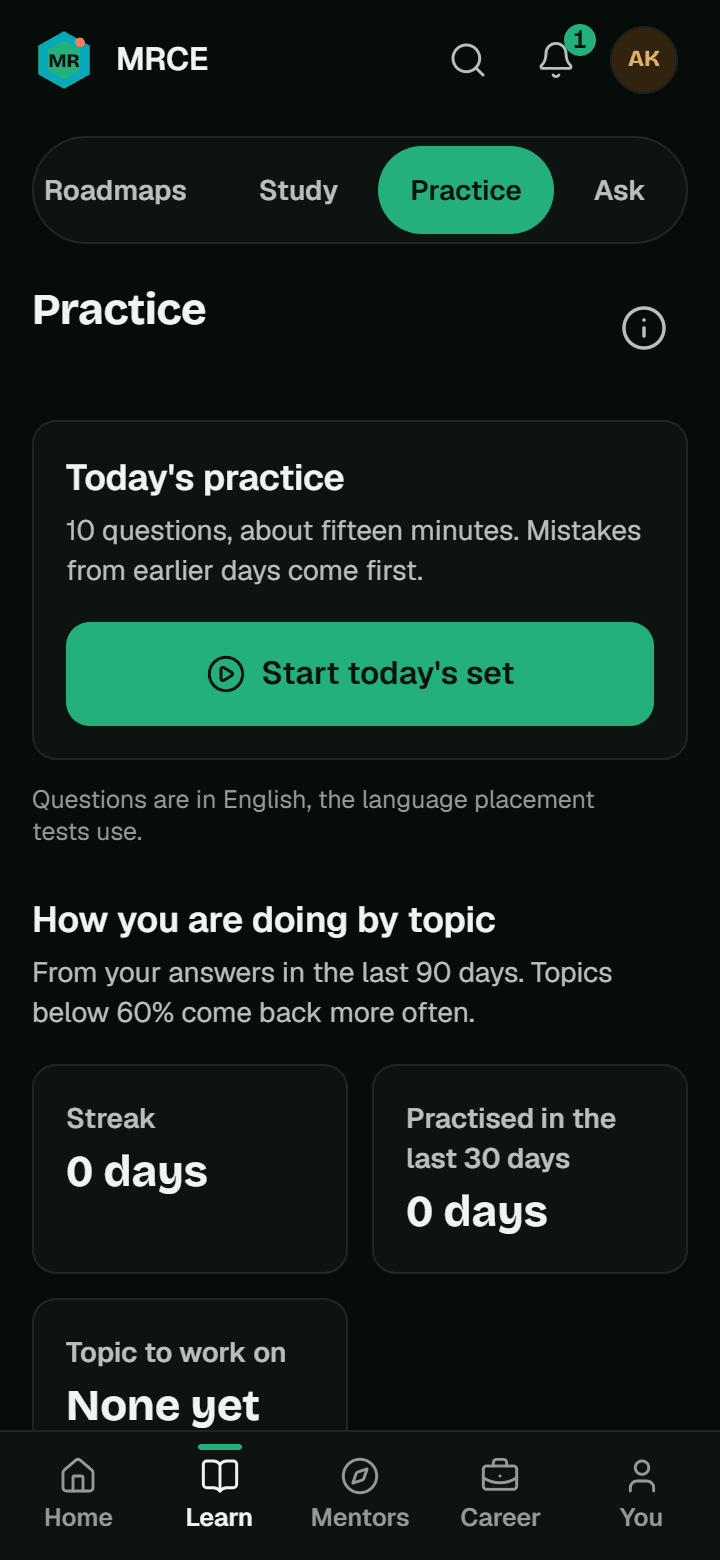 MR
MRCE
1
AK
Roadmaps
Study
Practice
Ask
Practice
Today's practice
10 questions, about fifteen minutes. Mistakes
from earlier days come first.
Start today's set
Questions are in English, the language placement
tests use.
How you are doing by topic
From your answers in the last 90 days. Topics
below 60% come back more often.
Streak
0 days
Practised in the
last 30 days
0 days
Topic to work on
None yet
Home
Learn
Mentors
Career
You